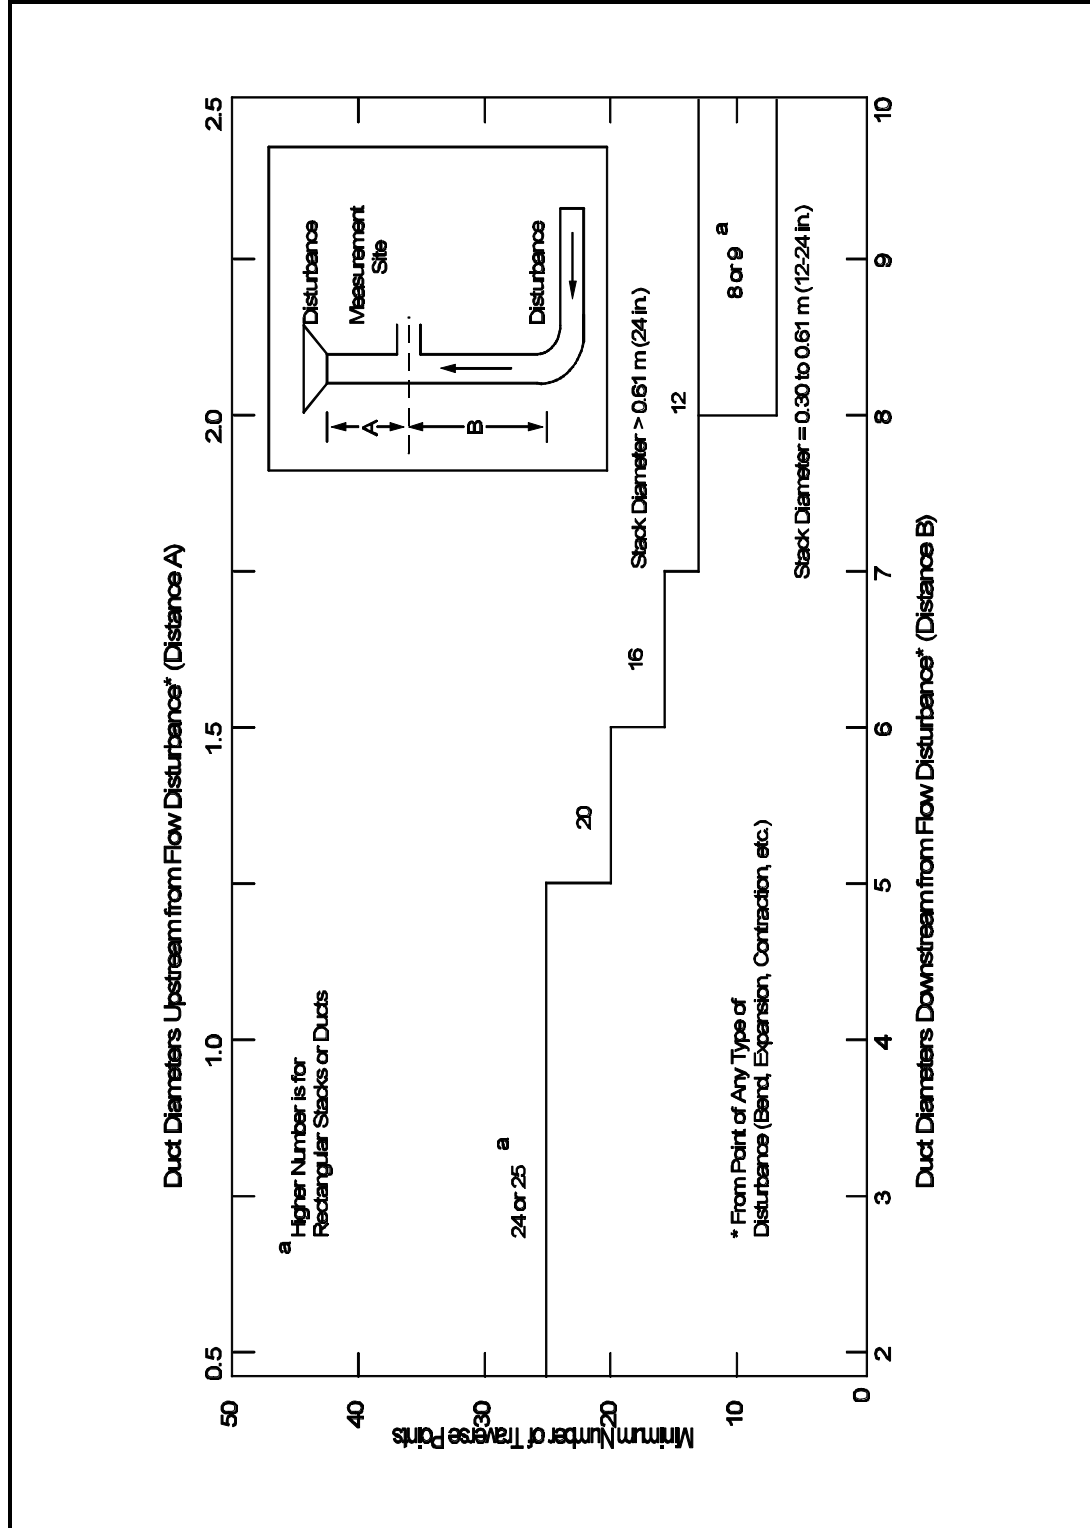 Duct Diameters Upstream from Flow Disturbance* (Distance A)
0.5
1.0
1.5
2.0
2.5
50
40
30
20
10
0
Minimum Number of Traverse Points
a
Higher Number is for
Rectangular Stacks or Ducts
Disturbance
Measurement
Site
Disturbance
A
B
24 or 25 a
20
16
Stack Diameter > 0.61 m (24 in.)
12
8 or 9 a
Stack Diameter = 0.30 to 0.61 m (12-24 in.)
* From Point of Any Type of
Disturbance (Bend, Expansion, Contraction, etc.)
2
3
4
5
6
7
8
9
10
Duct Diameters Downstream from Flow Disturbance* (Distance B)